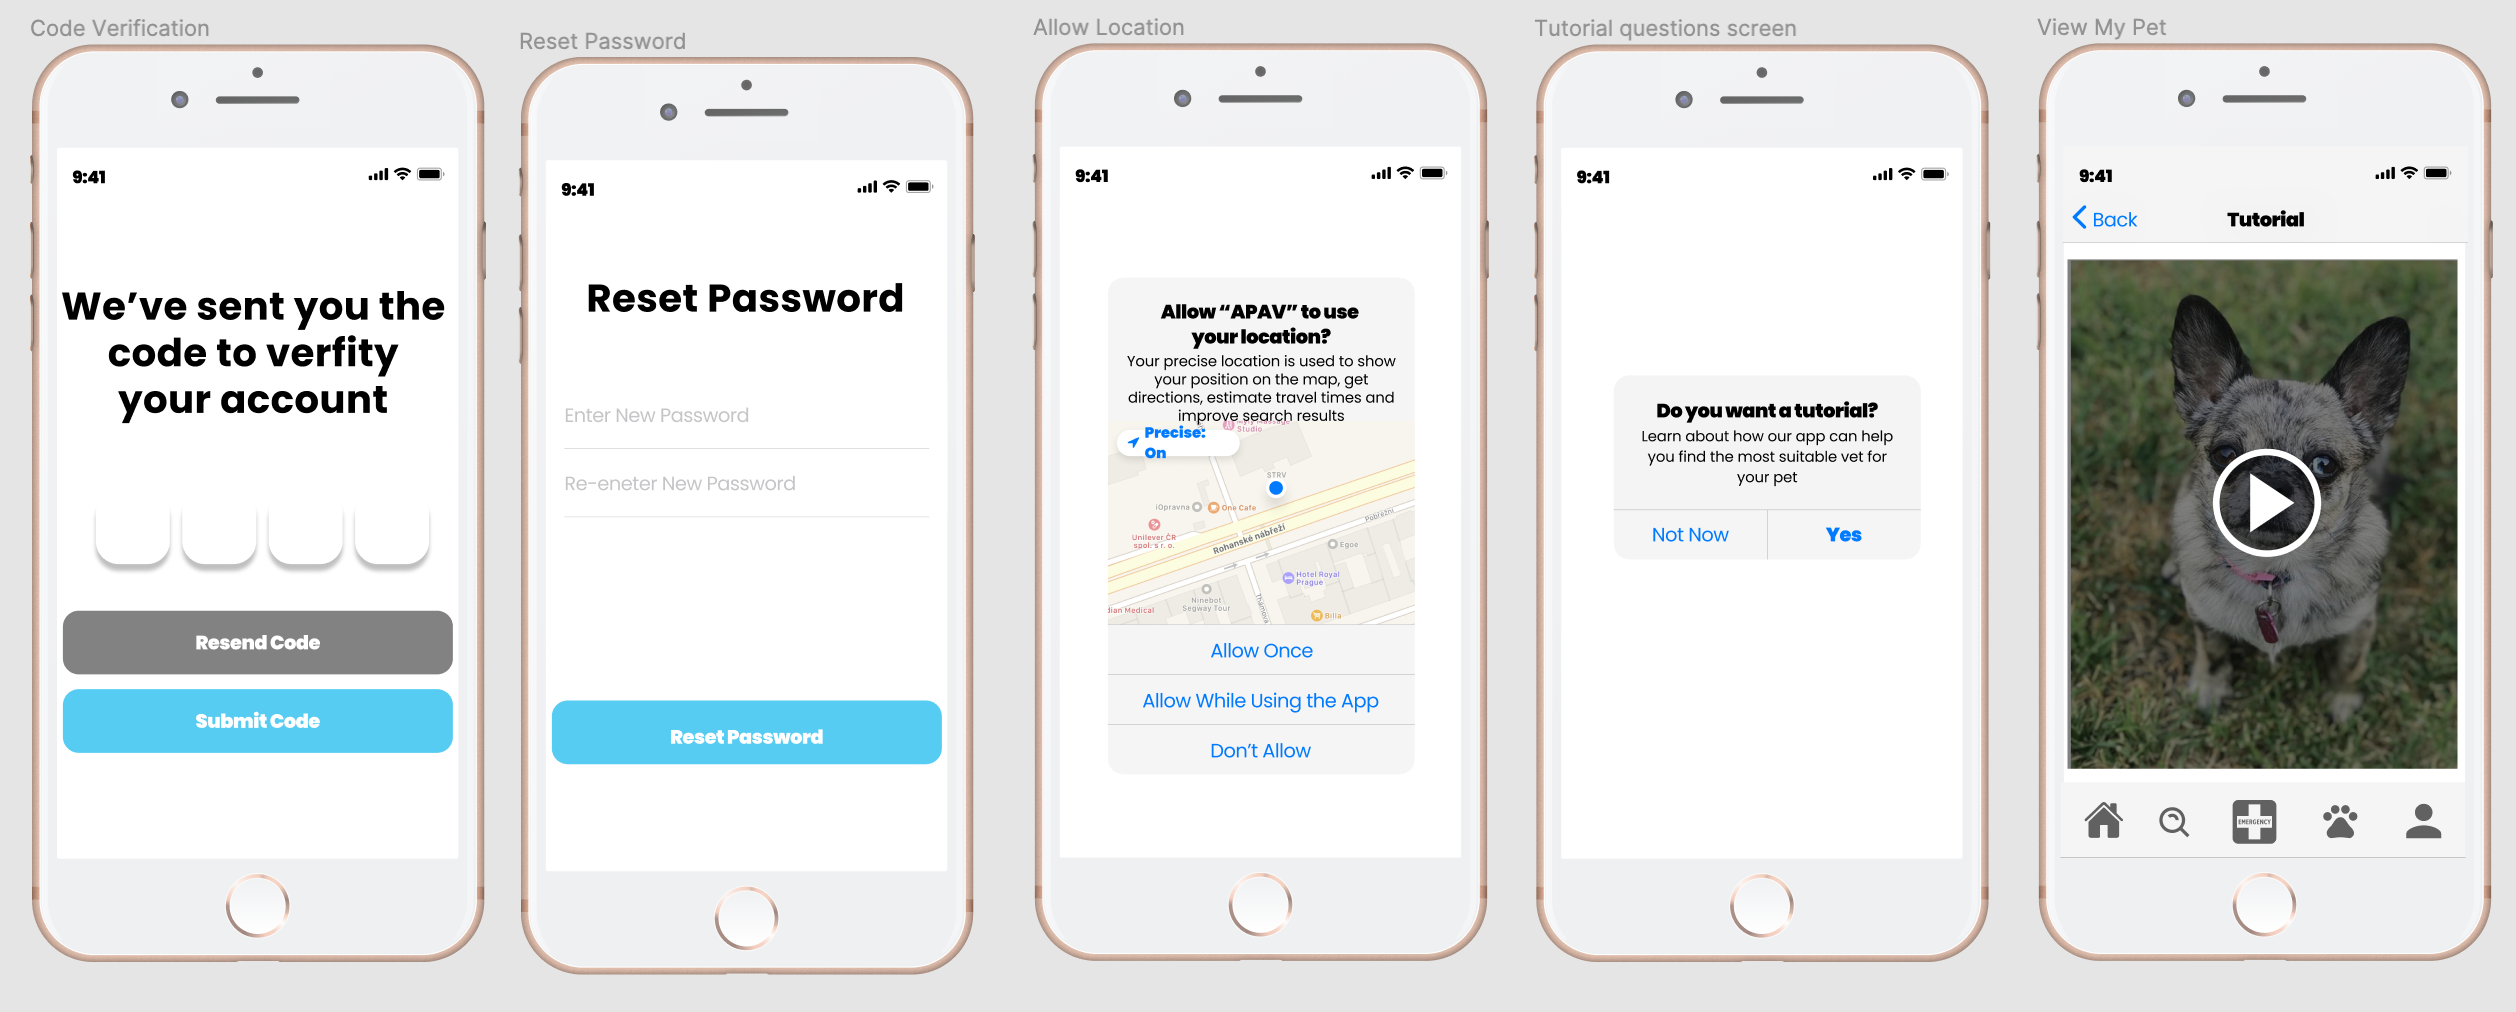 Code Verification
9:41
We’ve sent you the
code to verfity
your account
Resend Code
Submit Code
Reset Password
9:41
Reset Password
Enter New Password
Re-eneter New Password
Reset Password
Allow Location
9:41
Allow “APAV” to use
your location?
Your precise location is used to show
your position on the map, get
directions, estimate travel times and
improve search results
Precise:
On
Studio
STRV
iOpravna
One Cafe
Unilever ČR
spol. s r. o.
Rohanské nábřeží
Pobřežní
Egoé
Hotel Royal
Prague
Ninebot
Segway Tour
Thámova
dian Medical
Billa
Allow Once
Allow While Using the App
Don’t Allow
Tutorial questions screen
9:41
Do you want a tutorial?
Learn about how our app can help
you find the most suitable vet for
your pet
Not Now
Yes
View My Pet
9:41
Back
Tutorial
EMERGENCY